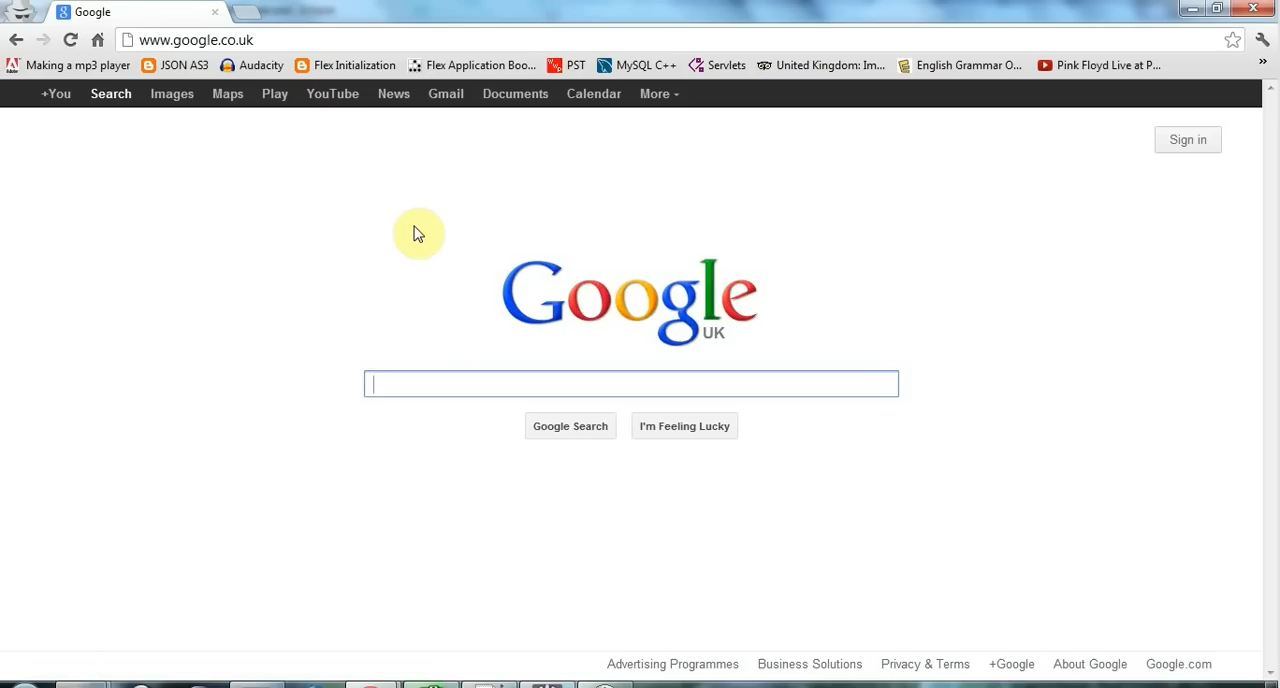 Google
www.google.co.uk
Making a mp3 player JSON AS3 Audacity Flex Initialization Flex Application Boo... PST MySQL C++ Servlets United Kingdom: Im... English Grammar O... Pink Floyd Live at P... »
+You Search Images Maps Play YouTube News Gmail Documents Calendar More
Sign in
Google
UK
Google Search I'm Feeling Lucky
Advertising Programmes Business Solutions Privacy & Terms +Google About Google Google.com